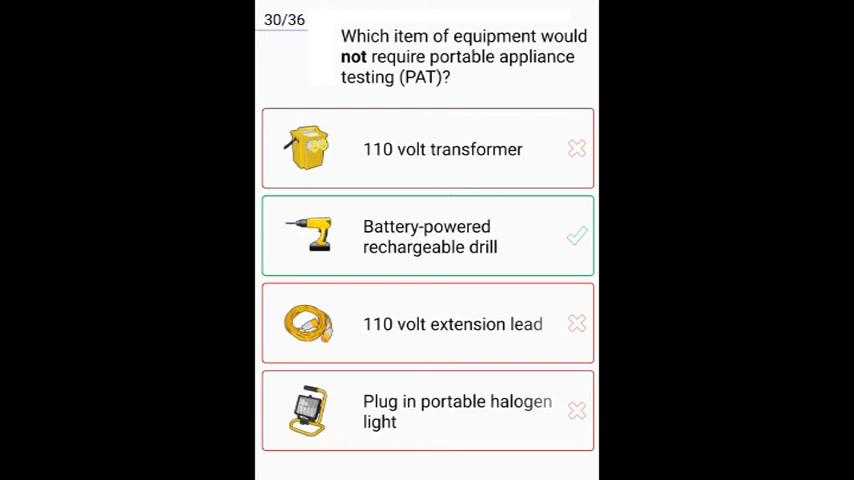 30/36
Which item of equipment would
not require portable appliance
testing (PAT)?
110 volt transformer
Battery-powered
rechargeable drill
110 volt extension lead
Plug in portable halogen
light